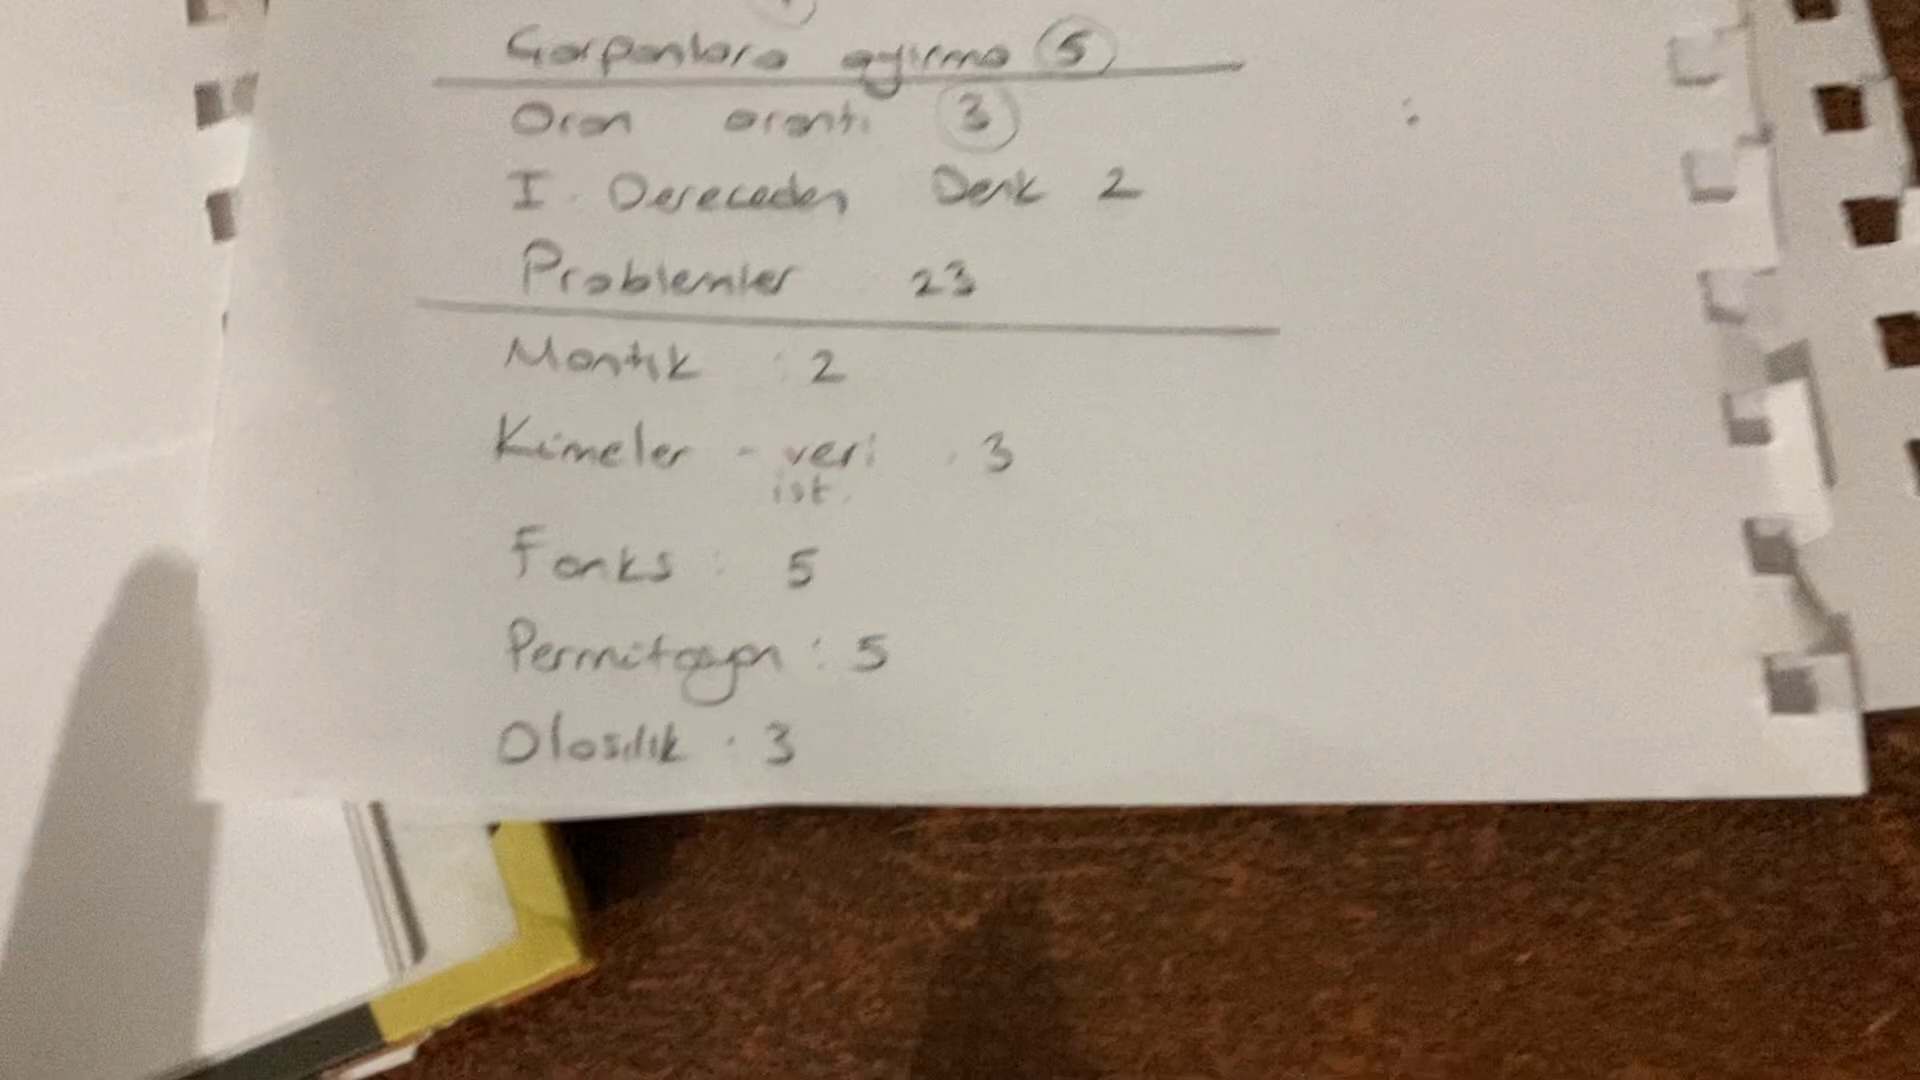 Çarpanlara ayırma 5
Oran orantı 3
I. Dereceden Denk 2
Problemler 23
Mantık : 2
Kümeler - veri : 3
ist.
Fonks : 5
Permütasyon : 5
Olasılık : 3